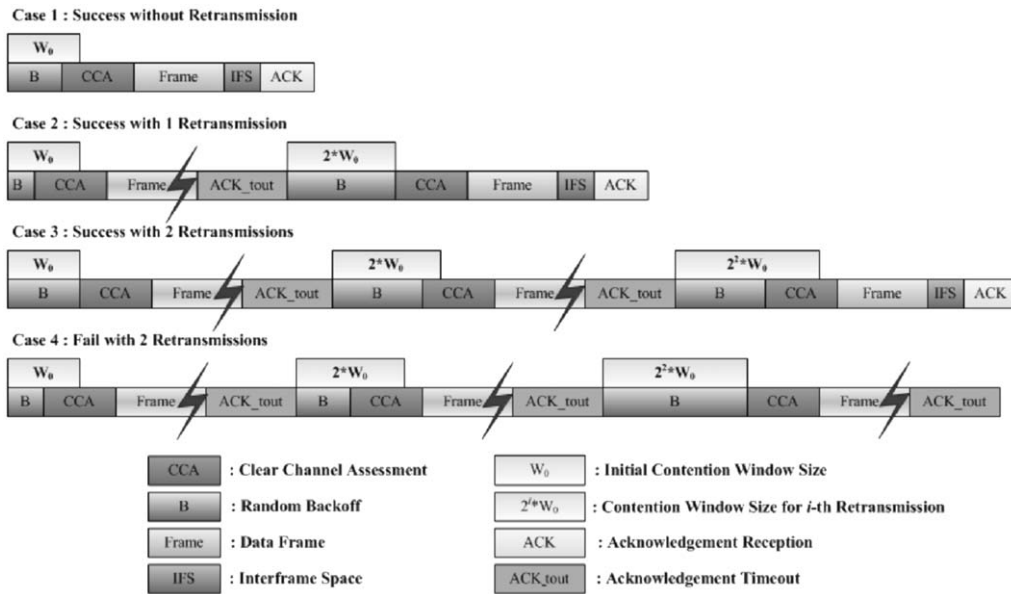 Case 1 : Success without Retransmission
W₀
B CCA Frame IFS ACK
Case 2 : Success with 1 Retransmission
W₀ 2*W₀
B CCA Frame ACK_tout B CCA Frame IFS ACK
Case 3 : Success with 2 Retransmissions
W₀ 2*W₀ 2²*W₀
B CCA Frame ACK_tout B CCA Frame ACK_tout B CCA Frame IFS ACK
Case 4 : Fail with 2 Retransmissions
W₀ 2*W₀ 2²*W₀
B CCA Frame ACK_tout B CCA Frame ACK_tout B CCA Frame ACK_tout
CCA : Clear Channel Assessment
B : Random Backoff
Frame : Data Frame
IFS : Interframe Space
W₀ : Initial Contention Window Size
2ⁱ*W₀ : Contention Window Size for i-th Retransmission
ACK : Acknowledgement Reception
ACK_tout : Acknowledgement Timeout